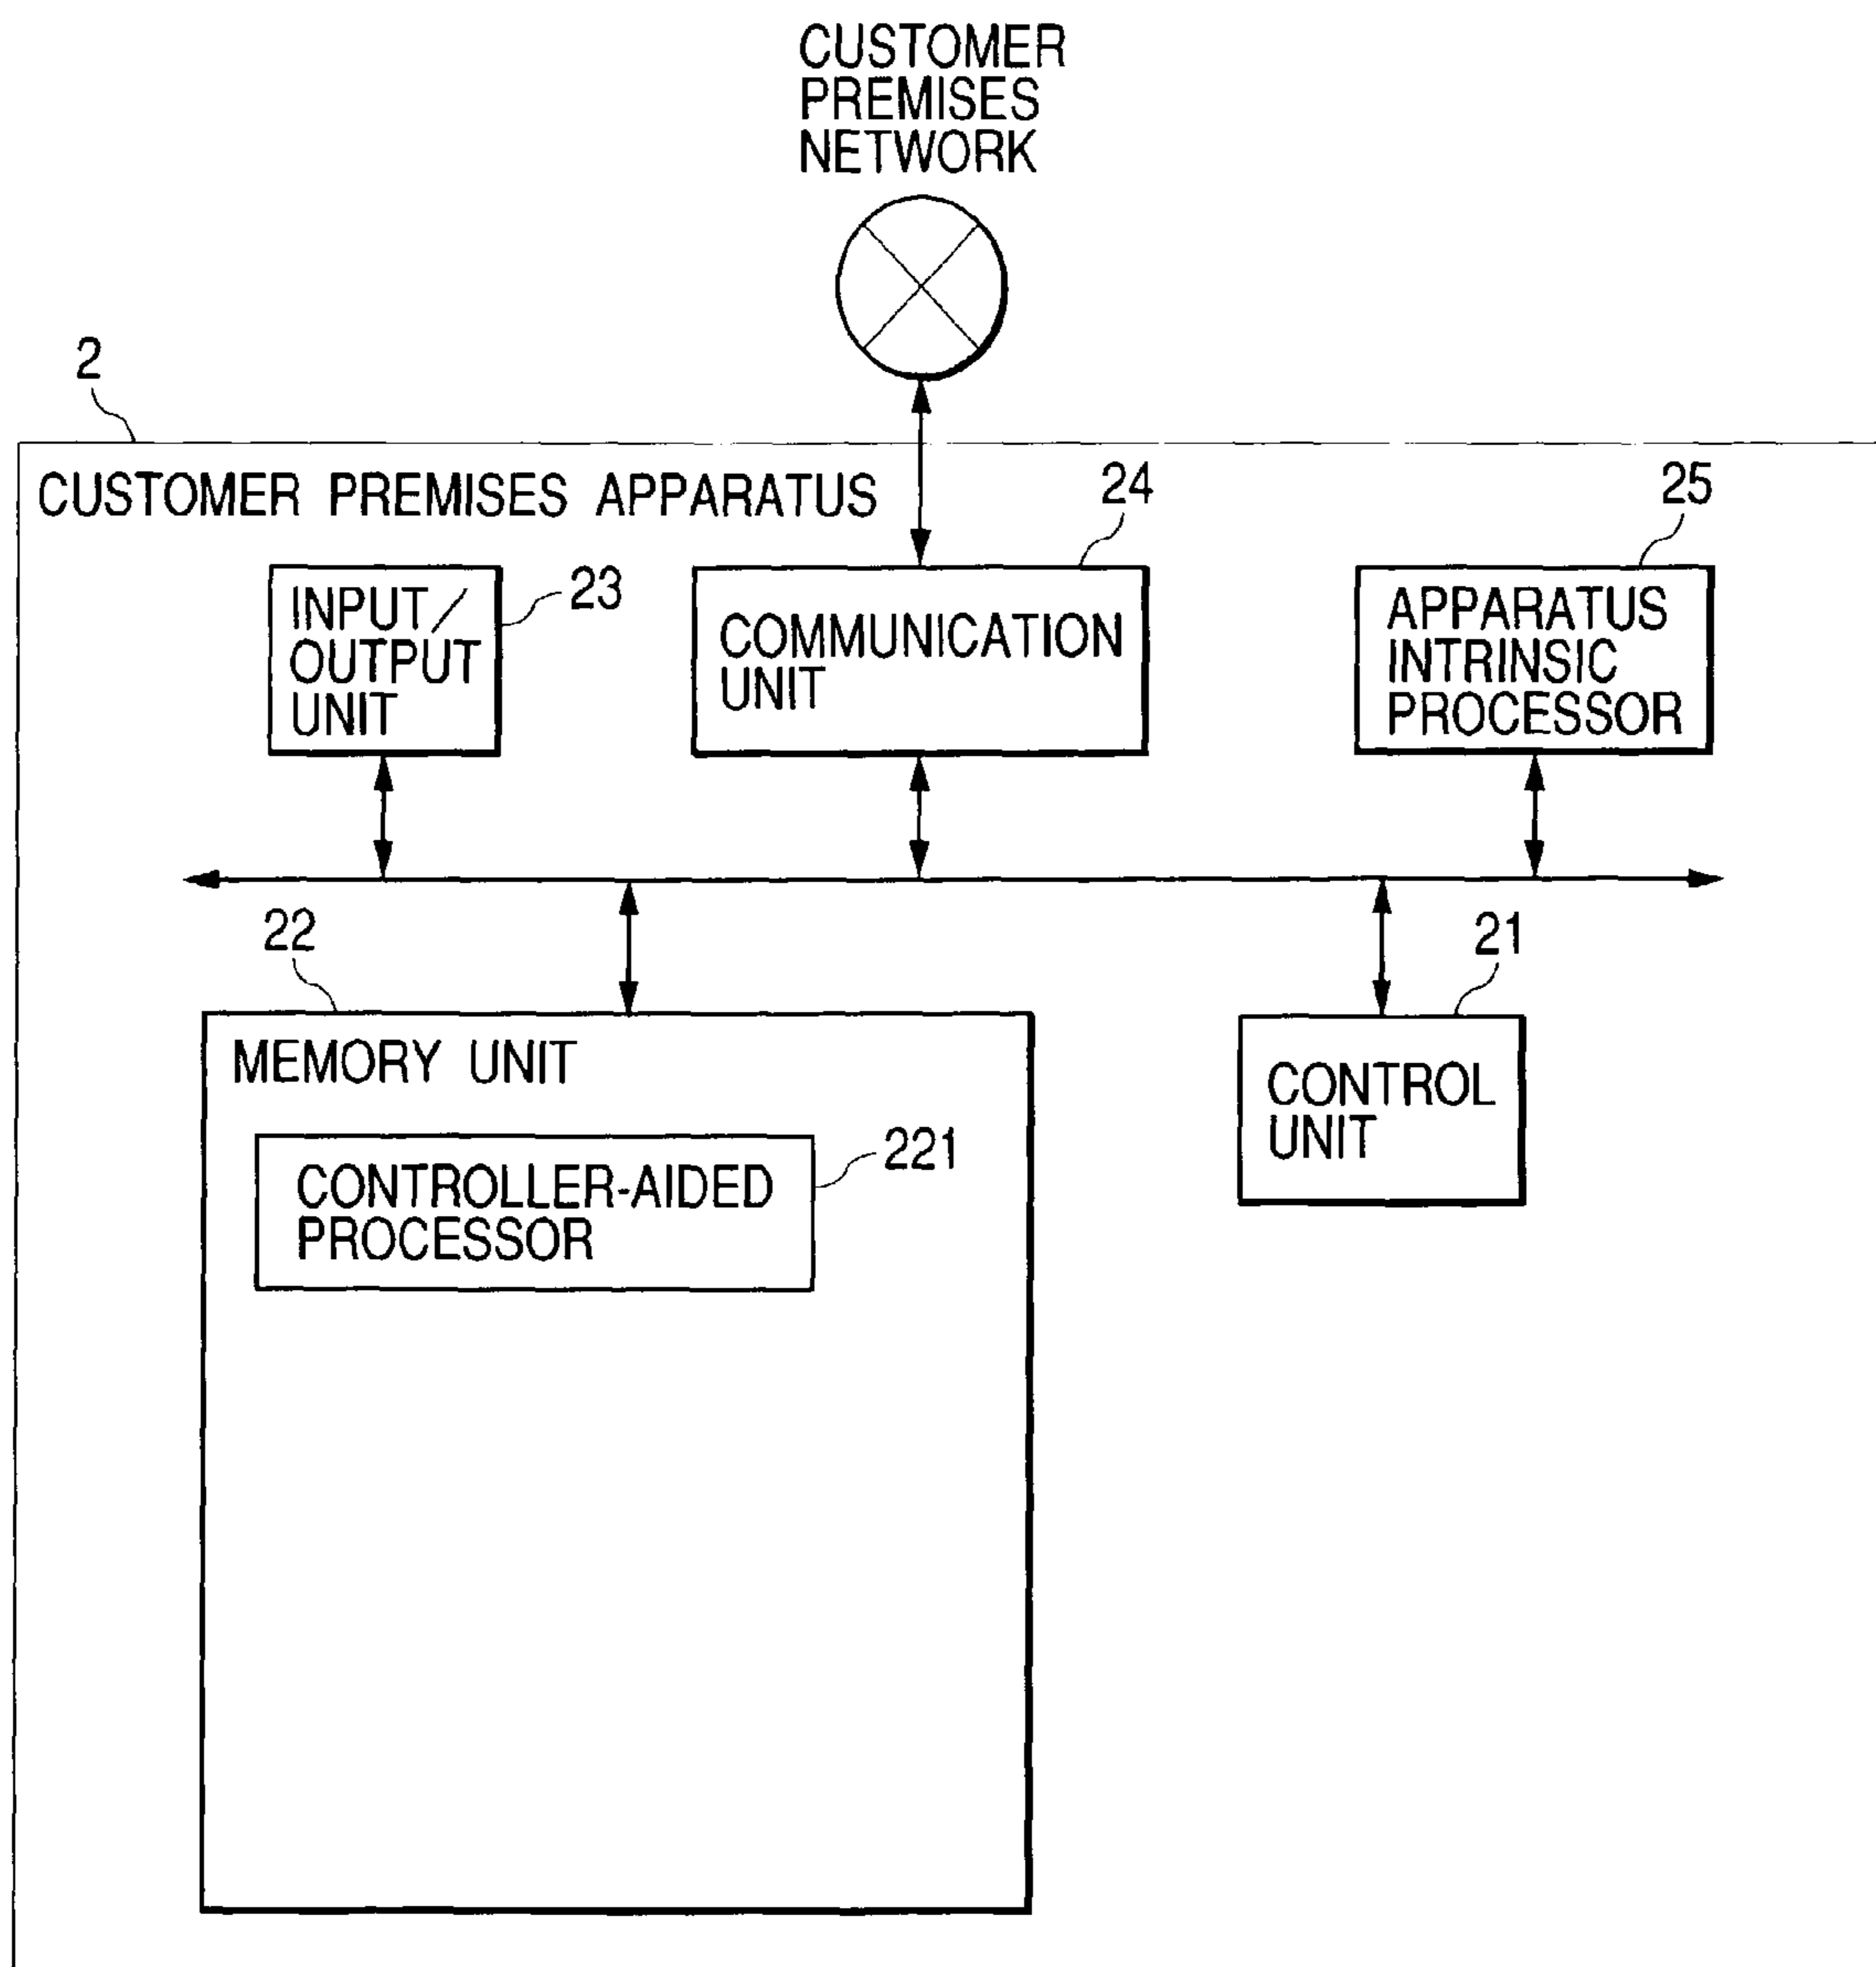 CUSTOMER
PREMISES
NETWORK
2
CUSTOMER PREMISES APPARATUS
24
25
INPUT/
OUTPUT
UNIT
23
COMMUNICATION
UNIT
APPARATUS
INTRINSIC
PROCESSOR
22
21
MEMORY UNIT
CONTROL
UNIT
CONTROLLER-AIDED
PROCESSOR
221